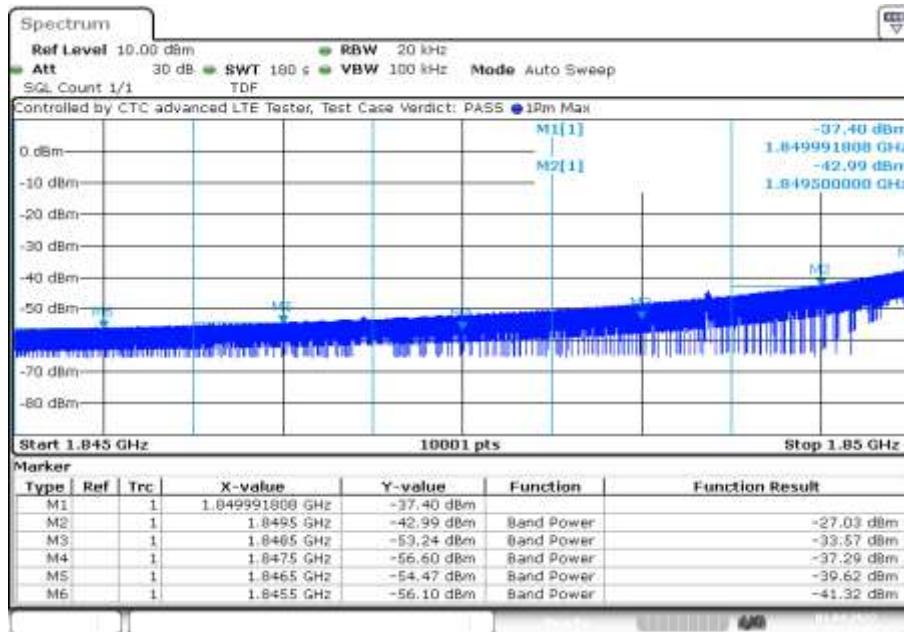 Spectrum
Ref Level 10.00 dBm RBW 20 kHz
Att 30 dB SWT 180 s VBW 100 kHz Mode Auto Sweep
SGL Count 1/1 TDF
Controlled by CTC advanced LTE Tester, Test Case Verdict: PASS 1Rm Max
M1[1] -37.40 dBm
1.849991808 GHz
0 dBm
M2[1] -42.99 dBm
-10 dBm 1.849500000 GHz
-20 dBm
-30 dBm
-40 dBm M2
-50 dBm
-70 dBm
-80 dBm
Start 1.845 GHz 10001 pts Stop 1.85 GHz
Marker
Type Ref Trc X-value Y-value Function Function Result
M1 1 1.849991808 GHz -37.40 dBm
M2 1 1.8495 GHz -42.99 dBm Band Power -27.03 dBm
M3 1 1.8485 GHz -53.24 dBm Band Power -33.57 dBm
M4 1 1.8475 GHz -56.60 dBm Band Power -37.29 dBm
M5 1 1.8465 GHz -54.47 dBm Band Power -39.62 dBm
M6 1 1.8455 GHz -56.10 dBm Band Power -41.32 dBm